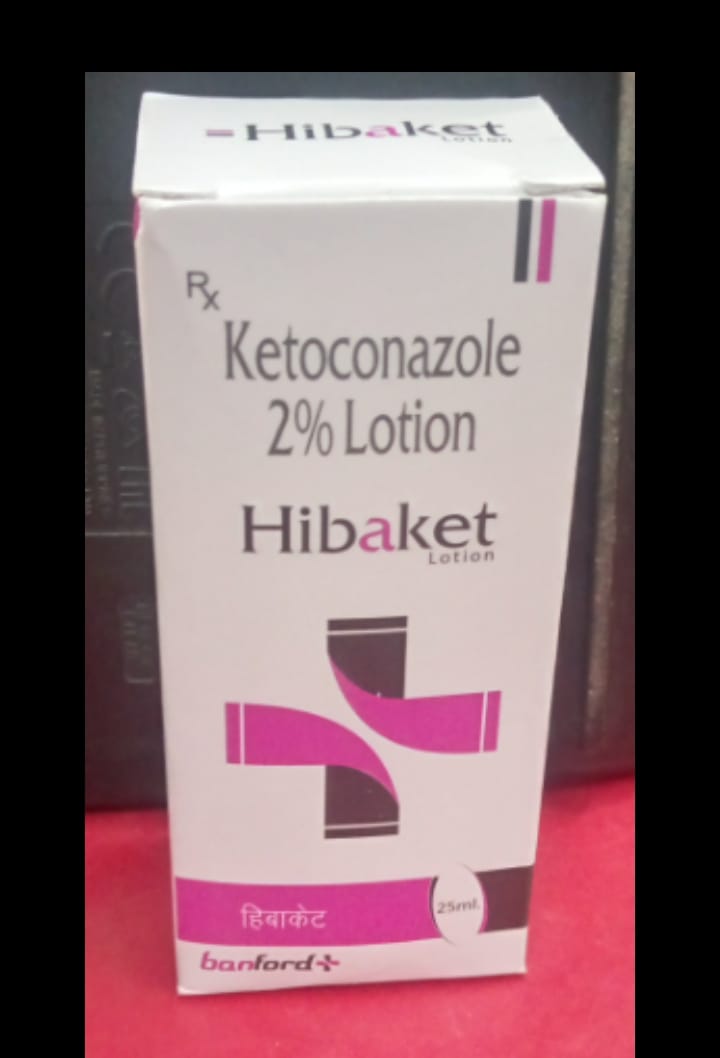 Hibaket
Lotion
Rx
Ketoconazole
2% Lotion
Hibaket
Lotion
हिबाकेट
25ml.
banford